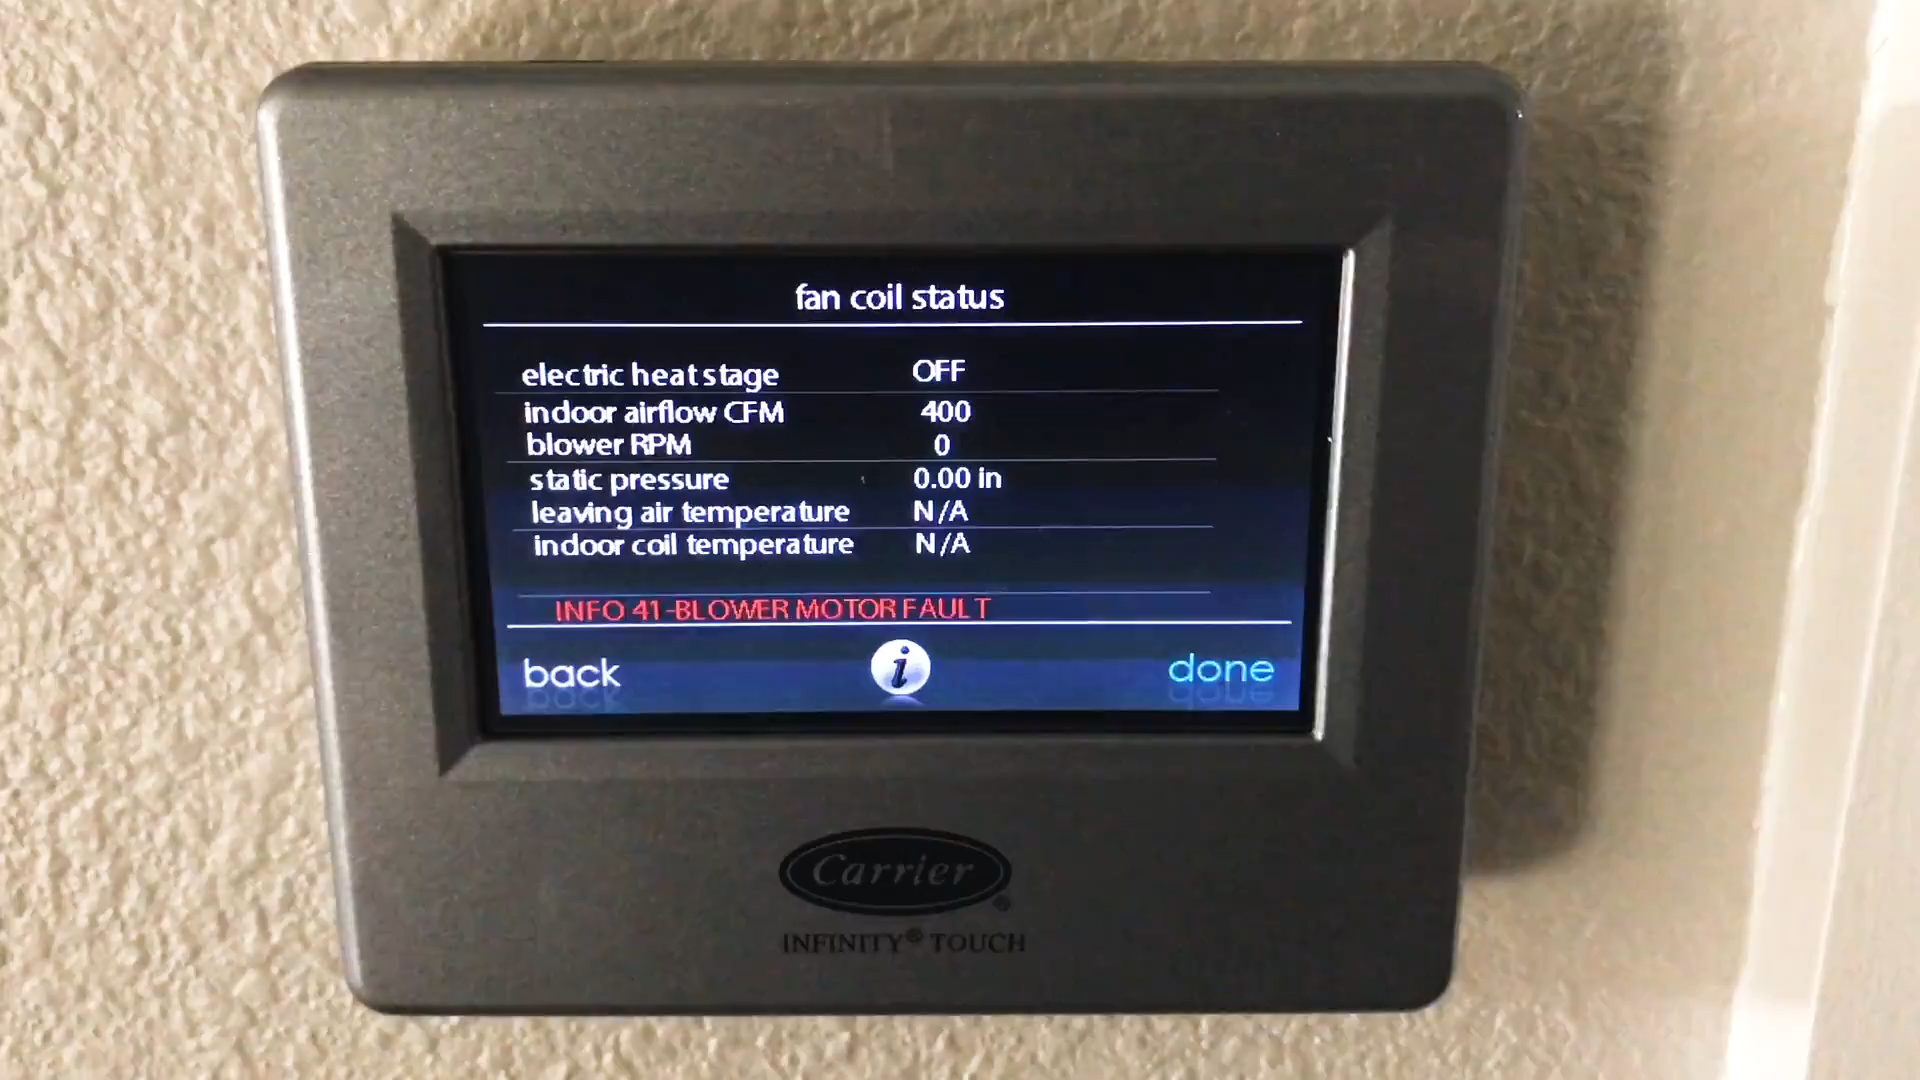 fan coil status
electric heat stage OFF
indoor airflow CFM 400
blower RPM 0
static pressure 0.00 in
leaving air temperature N/A
indoor coil temperature N/A
INFO 41-BLOWER MOTOR FAULT
back i done
Carrier ®
INFINITY® TOUCH